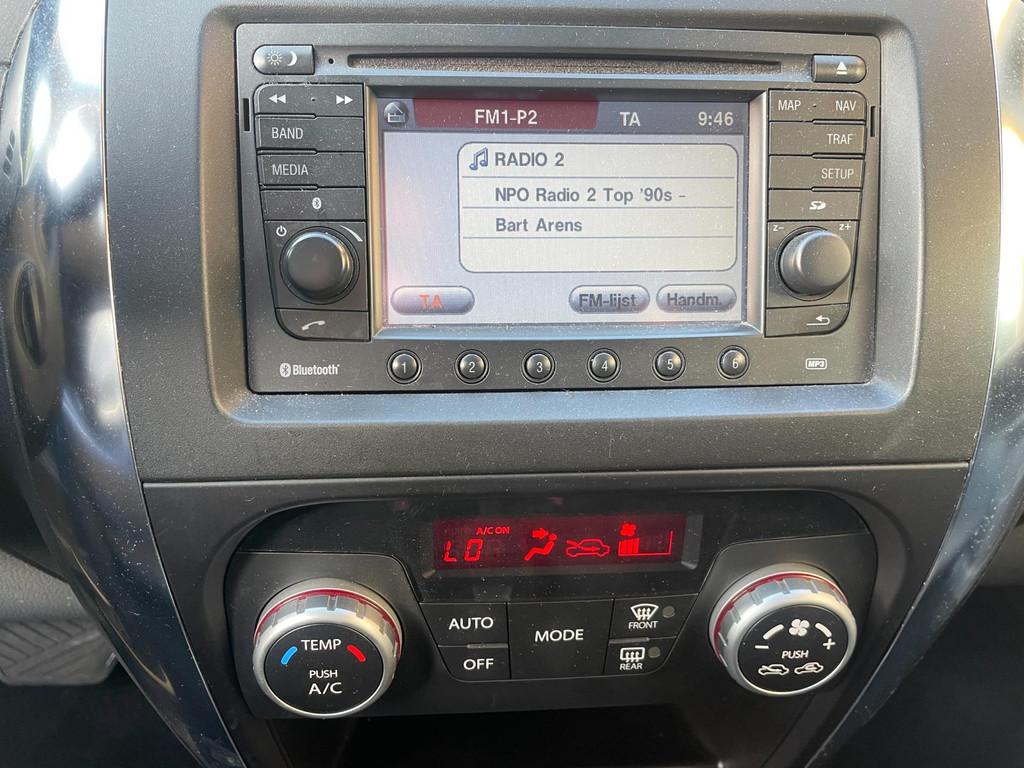 FM1-P2 TA 9:46
MAP NAV
BAND
RADIO 2
TRAF
MEDIA
NPO Radio 2 Top '90s -
SETUP
Bart Arens
Z- Z+
TA FM-lijst Handm.
Bluetooth
1 2 3 4 5 6
MP3
A/C ON
LO
TEMP
PUSH
A/C
AUTO
OFF
MODE
FRONT
REAR
- +
PUSH